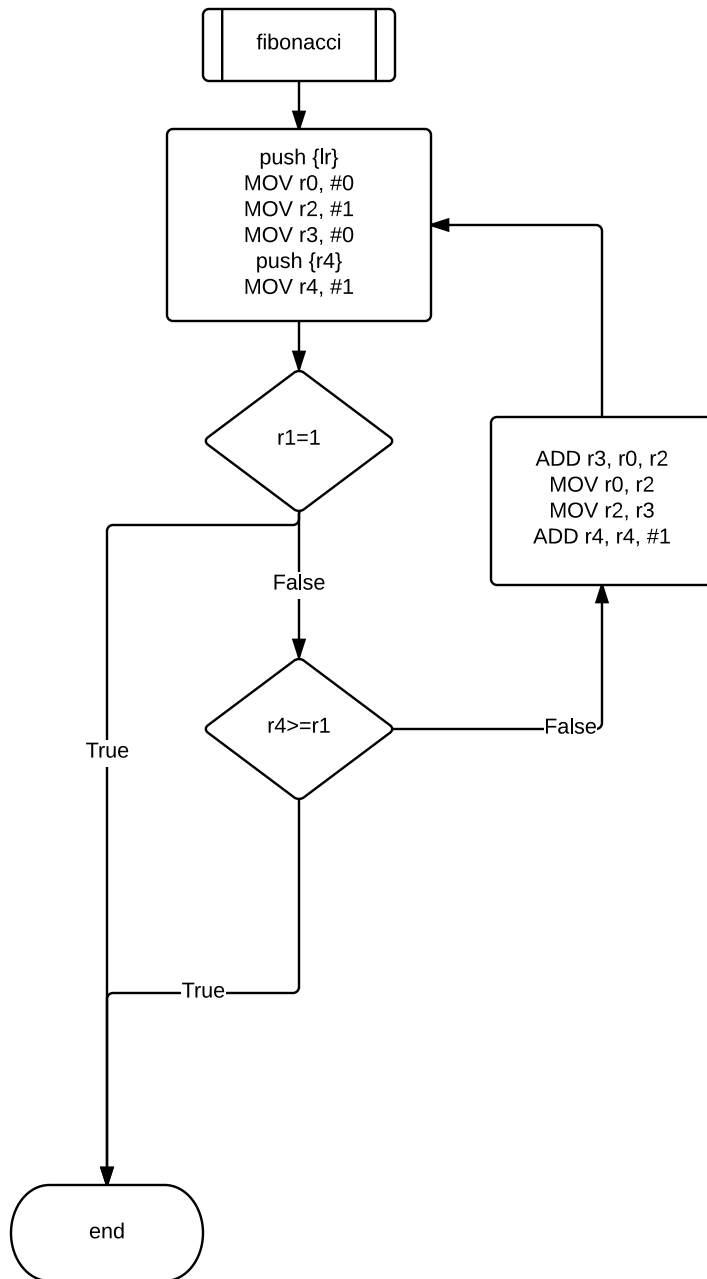 fibonacci
push {lr}
MOV r0, #0
MOV r2, #1
MOV r3, #0
push {r4}
MOV r4, #1
r1=1
ADD r3, r0, r2
MOV r0, r2
MOV r2, r3
ADD r4, r4, #1
False
r4>=r1
False
True
True
end